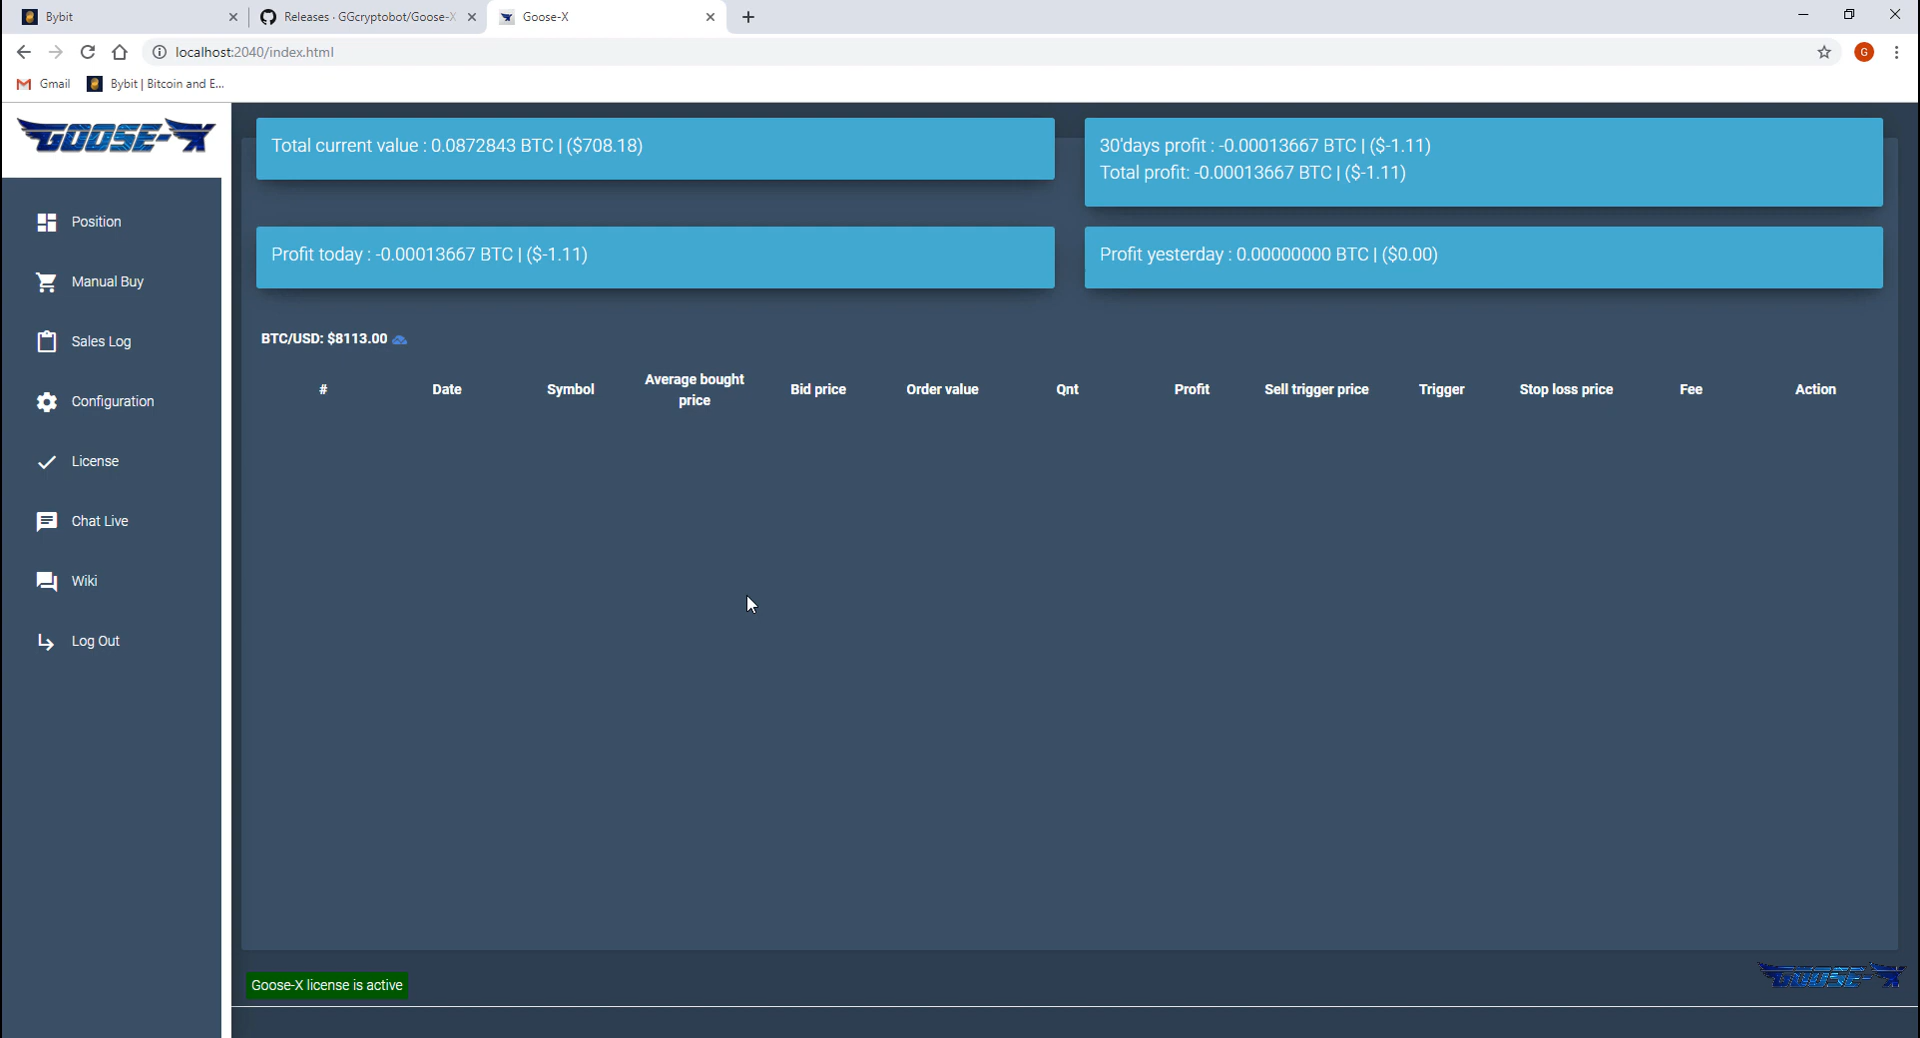 Bybit
Releases · GGcryptobot/Goose-X
Goose-X
localhost:2040/index.html
G
Gmail
Bybit | Bitcoin and E...
GOOSE-X
Total current value : 0.0872843 BTC | ($708.18)
30'days profit : -0.00013667 BTC | ($-1.11)
Total profit: -0.00013667 BTC | ($-1.11)
Profit today : -0.00013667 BTC | ($-1.11)
Profit yesterday : 0.00000000 BTC | ($0.00)
Position
Manual Buy
Sales Log
Configuration
License
Chat Live
Wiki
Log Out
BTC/USD: $8113.00
# Date Symbol Average bought price Bid price Order value Qnt Profit Sell trigger price Trigger Stop loss price Fee Action
Goose-X license is active
GOOSE-X